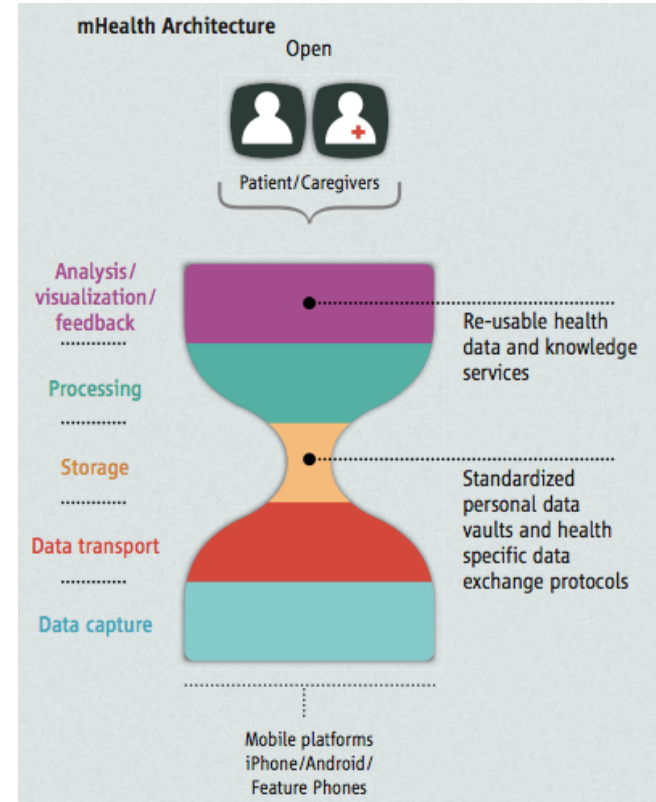 mHealth Architecture
Open
Patient/Caregivers
Analysis/
visualization/
feedback
Processing
Storage
Data transport
Data capture
Re-usable health
data and knowledge
services
Standardized
personal data
vaults and health
specific data
exchange protocols
Mobile platforms
iPhone/Android/
Feature Phones